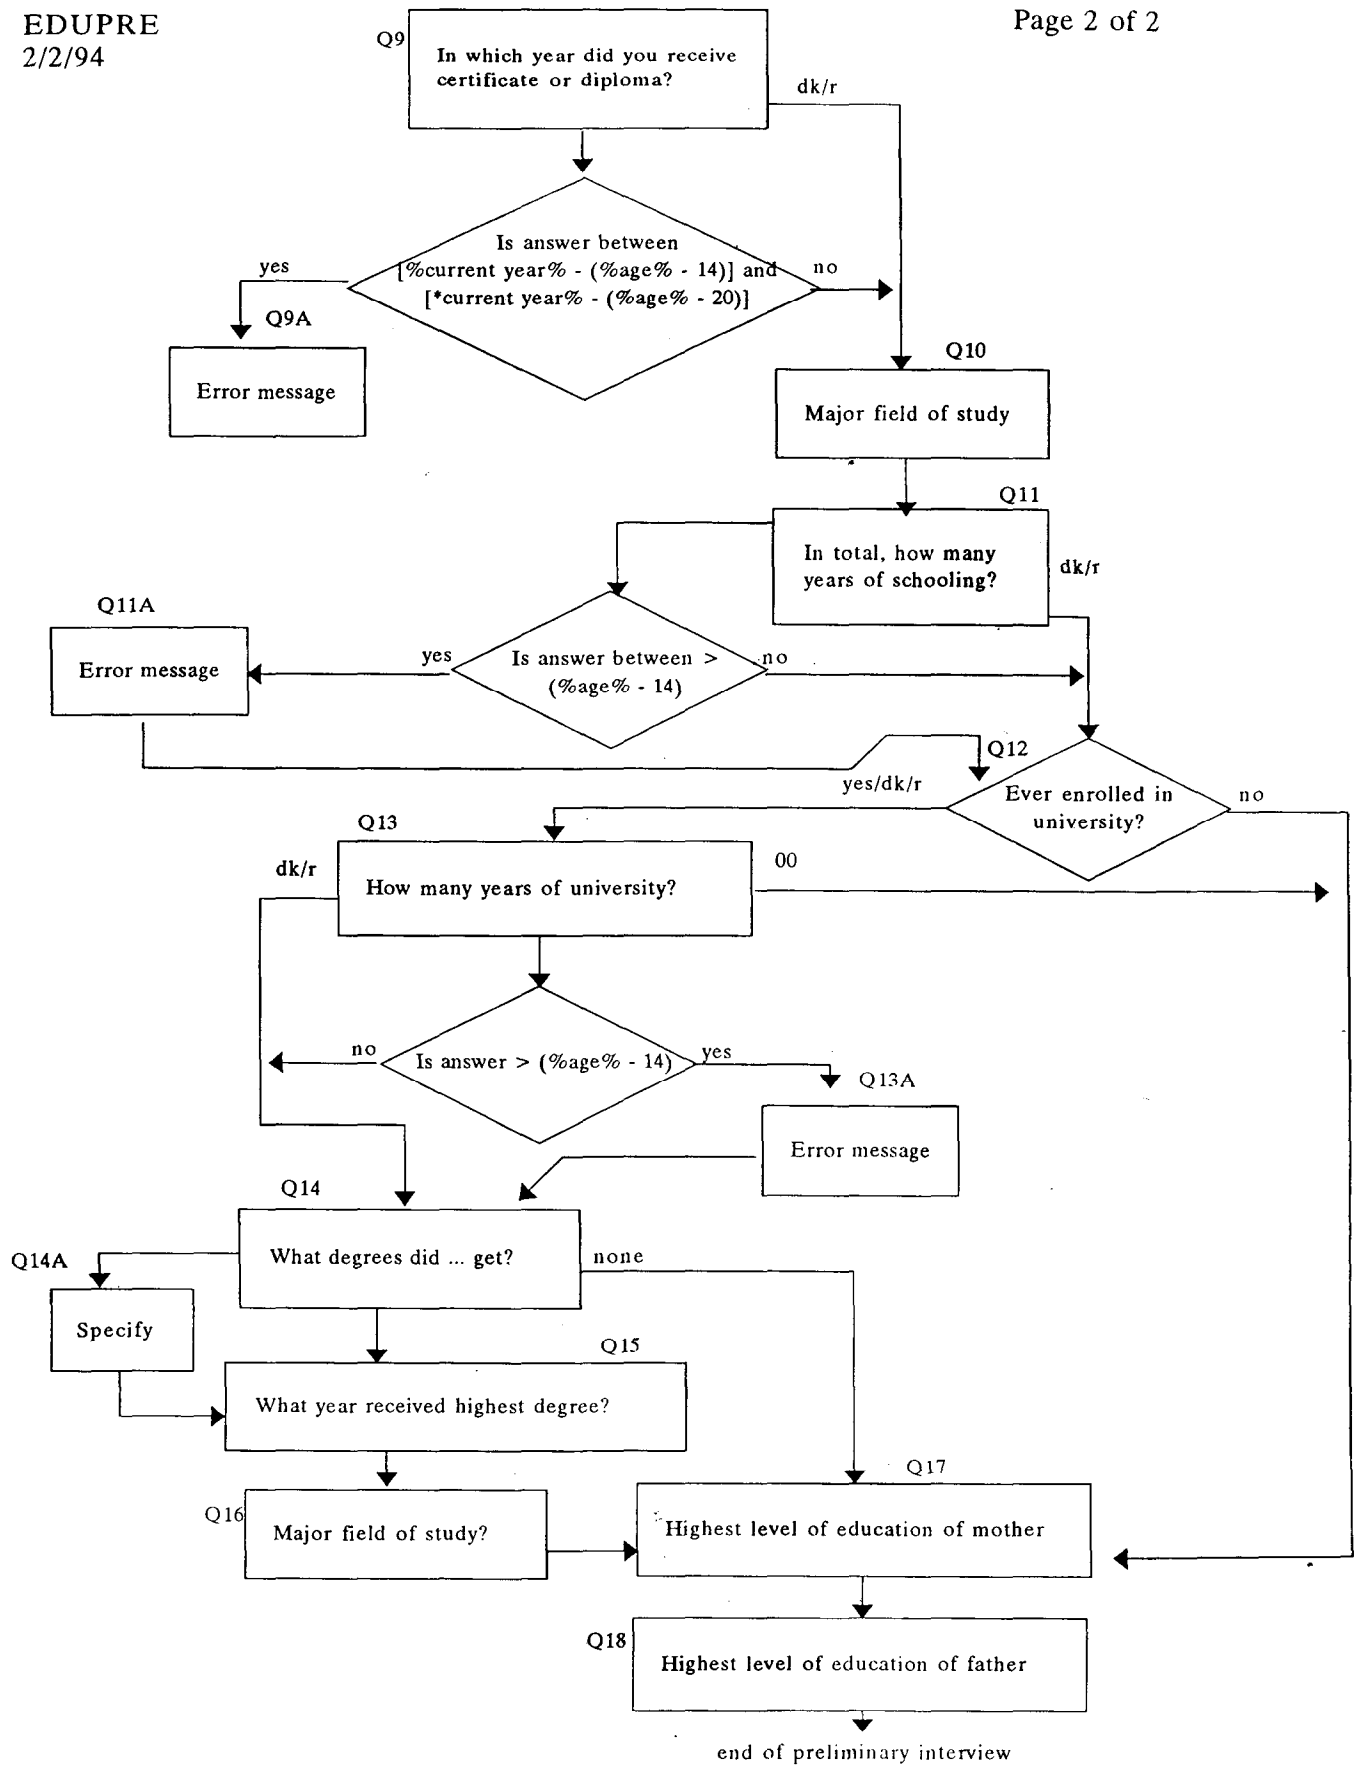 EDUPRE
2/2/94
Page 2 of 2
Q9
In which year did you receive
certificate or diploma?
dk/r
Is answer between
[%current year% - (%age% - 14)] and
[*current year% - (%age% - 20)]
yes
no
Q9A
Error message
Q10
Major field of study
Q11
In total, how many
years of schooling?
dk/r
Q11A
Error message
yes
Is answer between >
(%age% - 14)
no
Q12
yes/dk/r
Ever enrolled in
university?
no
Q13
dk/r
How many years of university?
00
no
Is answer > (%age% - 14)
yes
Q13A
Error message
Q14
What degrees did ... get?
none
Q14A
Specify
Q15
What year received highest degree?
Q16
Major field of study?
Q17
Highest level of education of mother
Q18
Highest level of education of father
end of preliminary interview